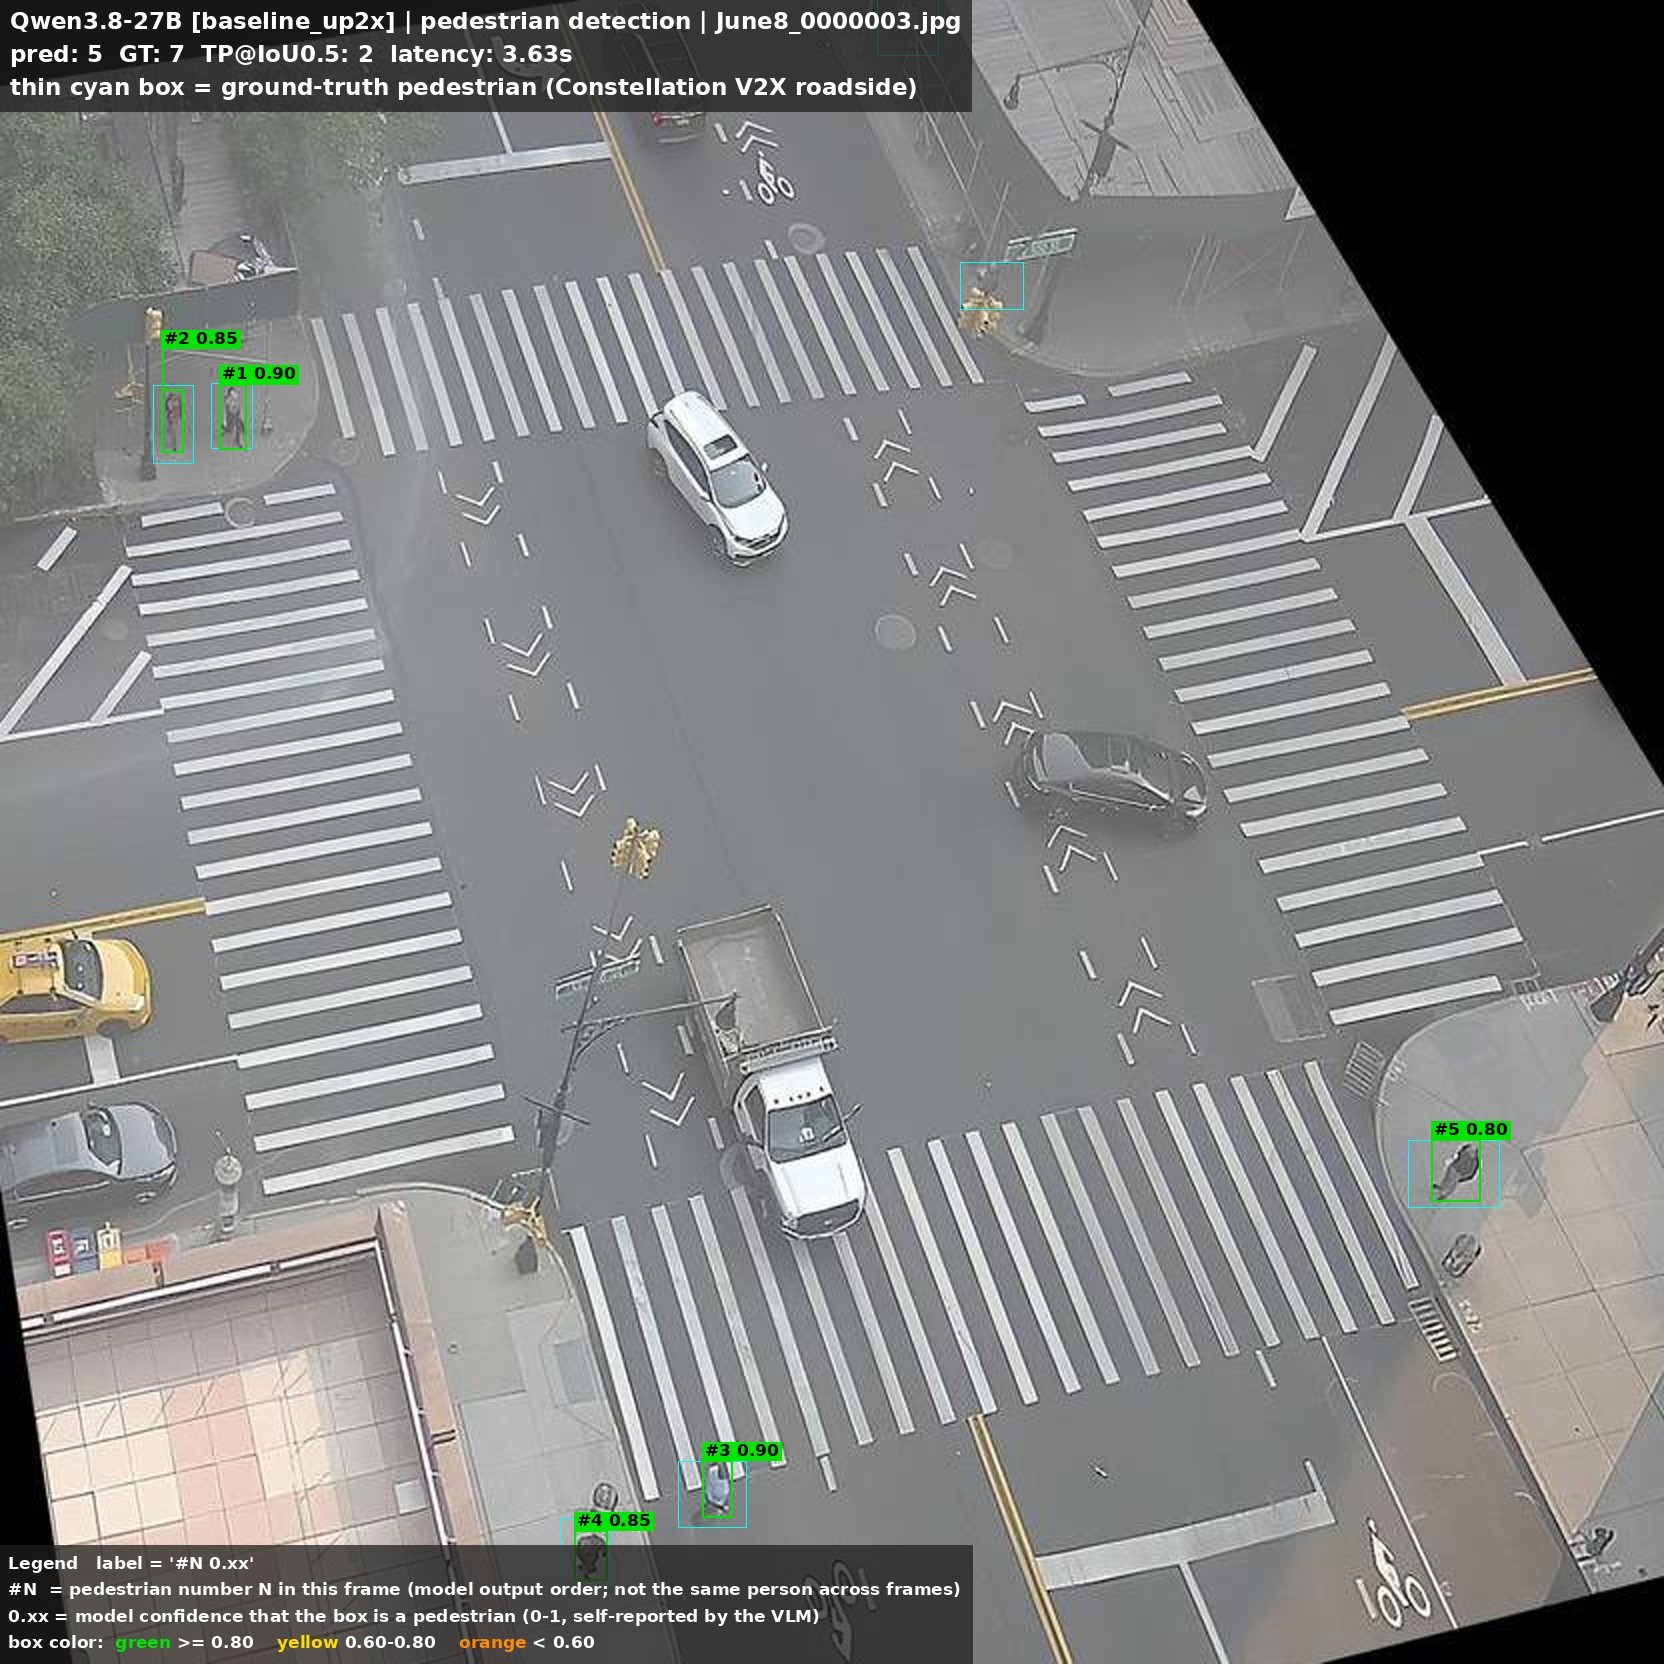 Qwen3.8-27B [baseline_up2x] | pedestrian detection | June8_0000003.jpg
pred: 5  GT: 7  TP@IoU0.5: 2  latency: 3.63s
thin cyan box = ground-truth pedestrian (Constellation V2X roadside)
#2 0.85
#1 0.90
#5 0.80
#3 0.90
#4 0.85
Legend   label = '#N 0.xx'
#N  = pedestrian number N in this frame (model output order; not the same person across frames)
0.xx = model confidence that the box is a pedestrian (0-1, self-reported by the VLM)
box color:  green >= 0.80    yellow 0.60-0.80    orange < 0.60